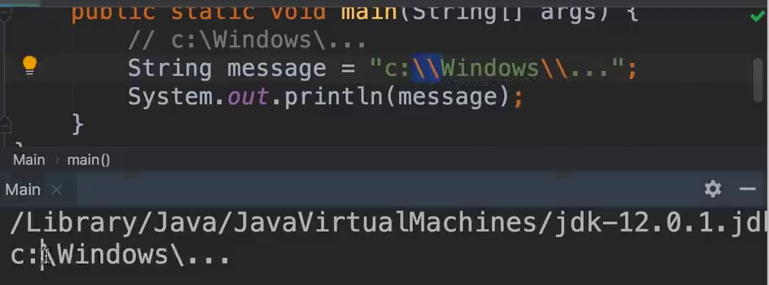 public static void main(String[] args) {
// c:\Windows\...
String message = "c:\\Windows\\...";
System.out.println(message);
}
Main main()
Main
/Library/Java/JavaVirtualMachines/jdk-12.0.1.jd
c:\Windows\...